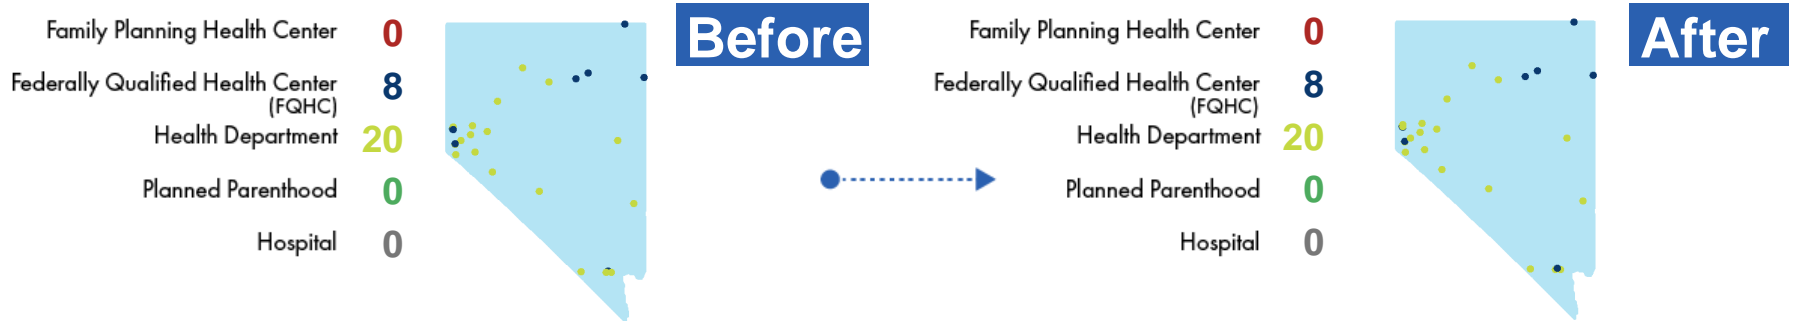 Before
Family Planning Health Center 0
Federally Qualified Health Center 8
(FQHC)
Health Department 20
Planned Parenthood 0
Hospital 0
After
Family Planning Health Center 0
Federally Qualified Health Center 8
(FQHC)
Health Department 20
Planned Parenthood 0
Hospital 0